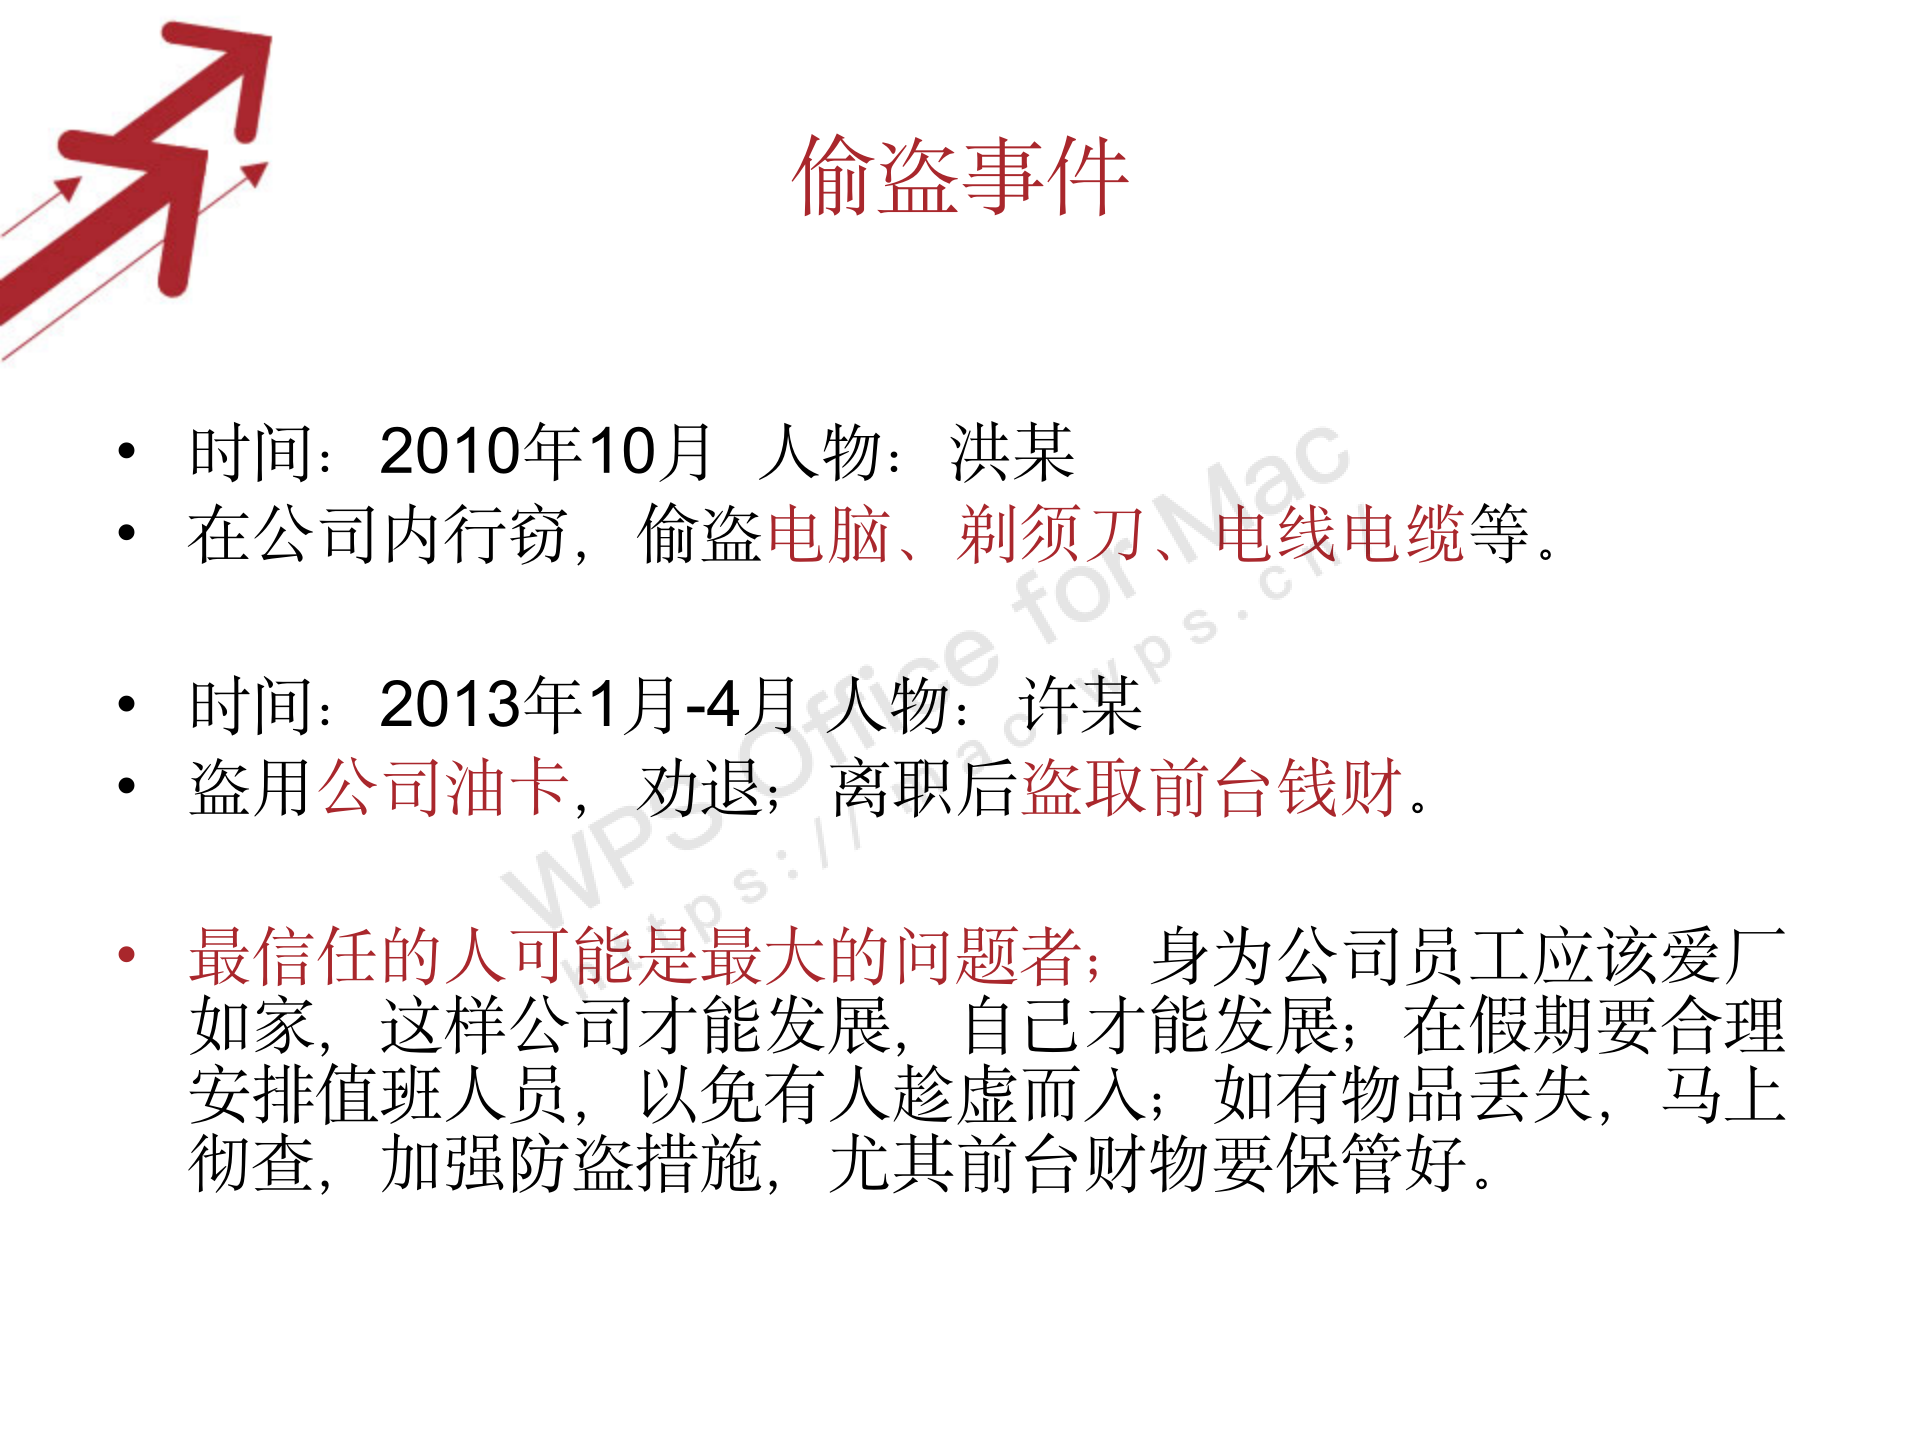 偷盗事件
• 时间：2010年10月 人物：洪某
• 在公司内行窃，偷盗电脑、剃须刀、电线电缆等。
• 时间：2013年1月-4月 人物：许某
• 盗用公司油卡，劝退；离职后盗取前台钱财。
• 最信任的人可能是最大的问题者；身为公司员工应该爱厂
如家，这样公司才能发展，自己才能发展；在假期要合理
安排值班人员，以免有人趁虚而入；如有物品丢失，马上
彻查，加强防盗措施，尤其前台财物要保管好。
WPS Office for Mac
https://mac.wps.cn/